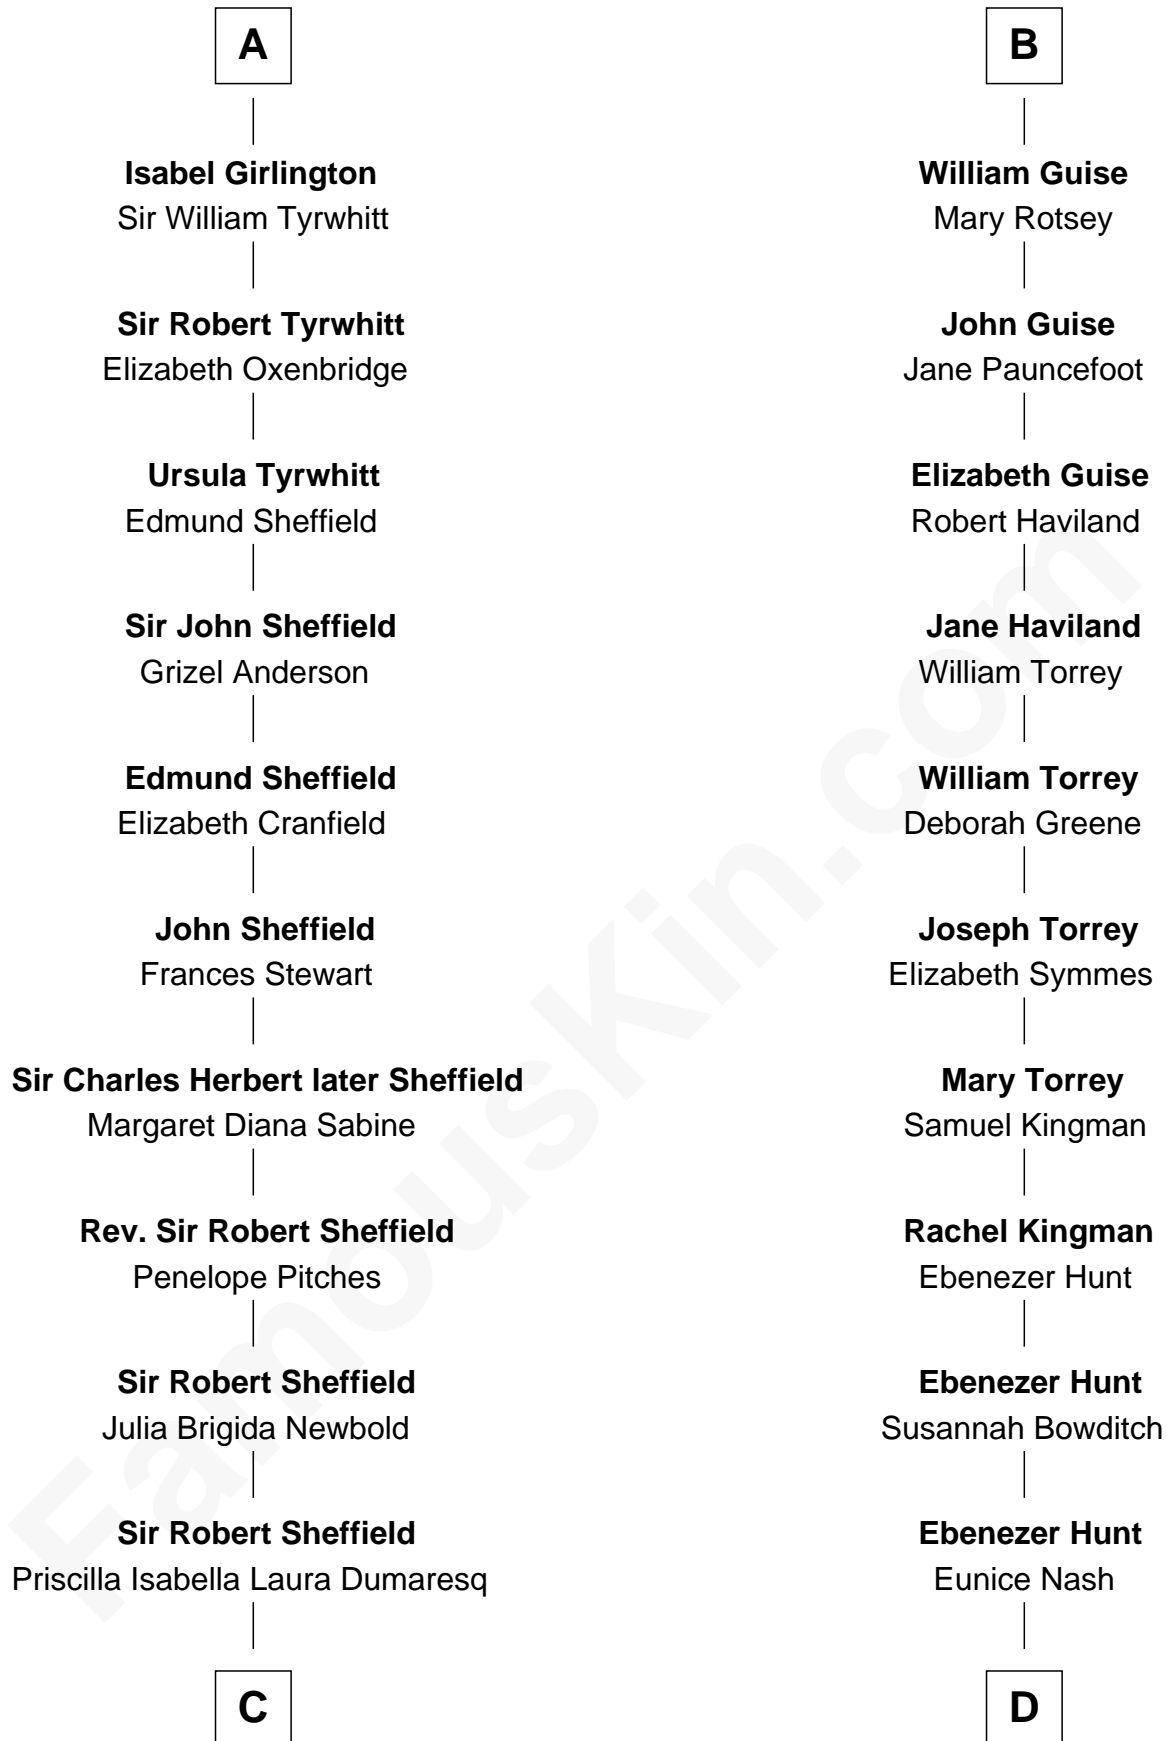 A
Isabel Girlington
Sir William Tyrwhitt
Sir Robert Tyrwhitt
Elizabeth Oxenbridge
Ursula Tyrwhitt
Edmund Sheffield
Sir John Sheffield
Grizel Anderson
Edmund Sheffield
Elizabeth Cranfield
John Sheffield
Frances Stewart
Sir Charles Herbert later Sheffield
Margaret Diana Sabine
Rev. Sir Robert Sheffield
Penelope Pitches
Sir Robert Sheffield
Julia Brigida Newbold
Sir Robert Sheffield
Priscilla Isabella Laura Dumaresq
C
B
William Guise
Mary Rotsey
John Guise
Jane Pauncefoot
Elizabeth Guise
Robert Haviland
Jane Haviland
William Torrey
William Torrey
Deborah Greene
Joseph Torrey
Elizabeth Symmes
Mary Torrey
Samuel Kingman
Rachel Kingman
Ebenezer Hunt
Ebenezer Hunt
Susannah Bowditch
Ebenezer Hunt
Eunice Nash
D
FamousKin.com